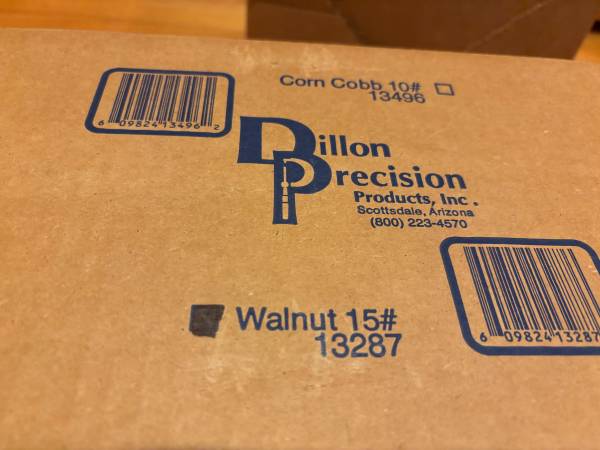 Corn Cobb 10#
13496
6 09824 13496 2
Dillon
Precision
Products, Inc.
Scottsdale, Arizona
(800) 223-4570
6 09824 13287
Walnut 15#
13287